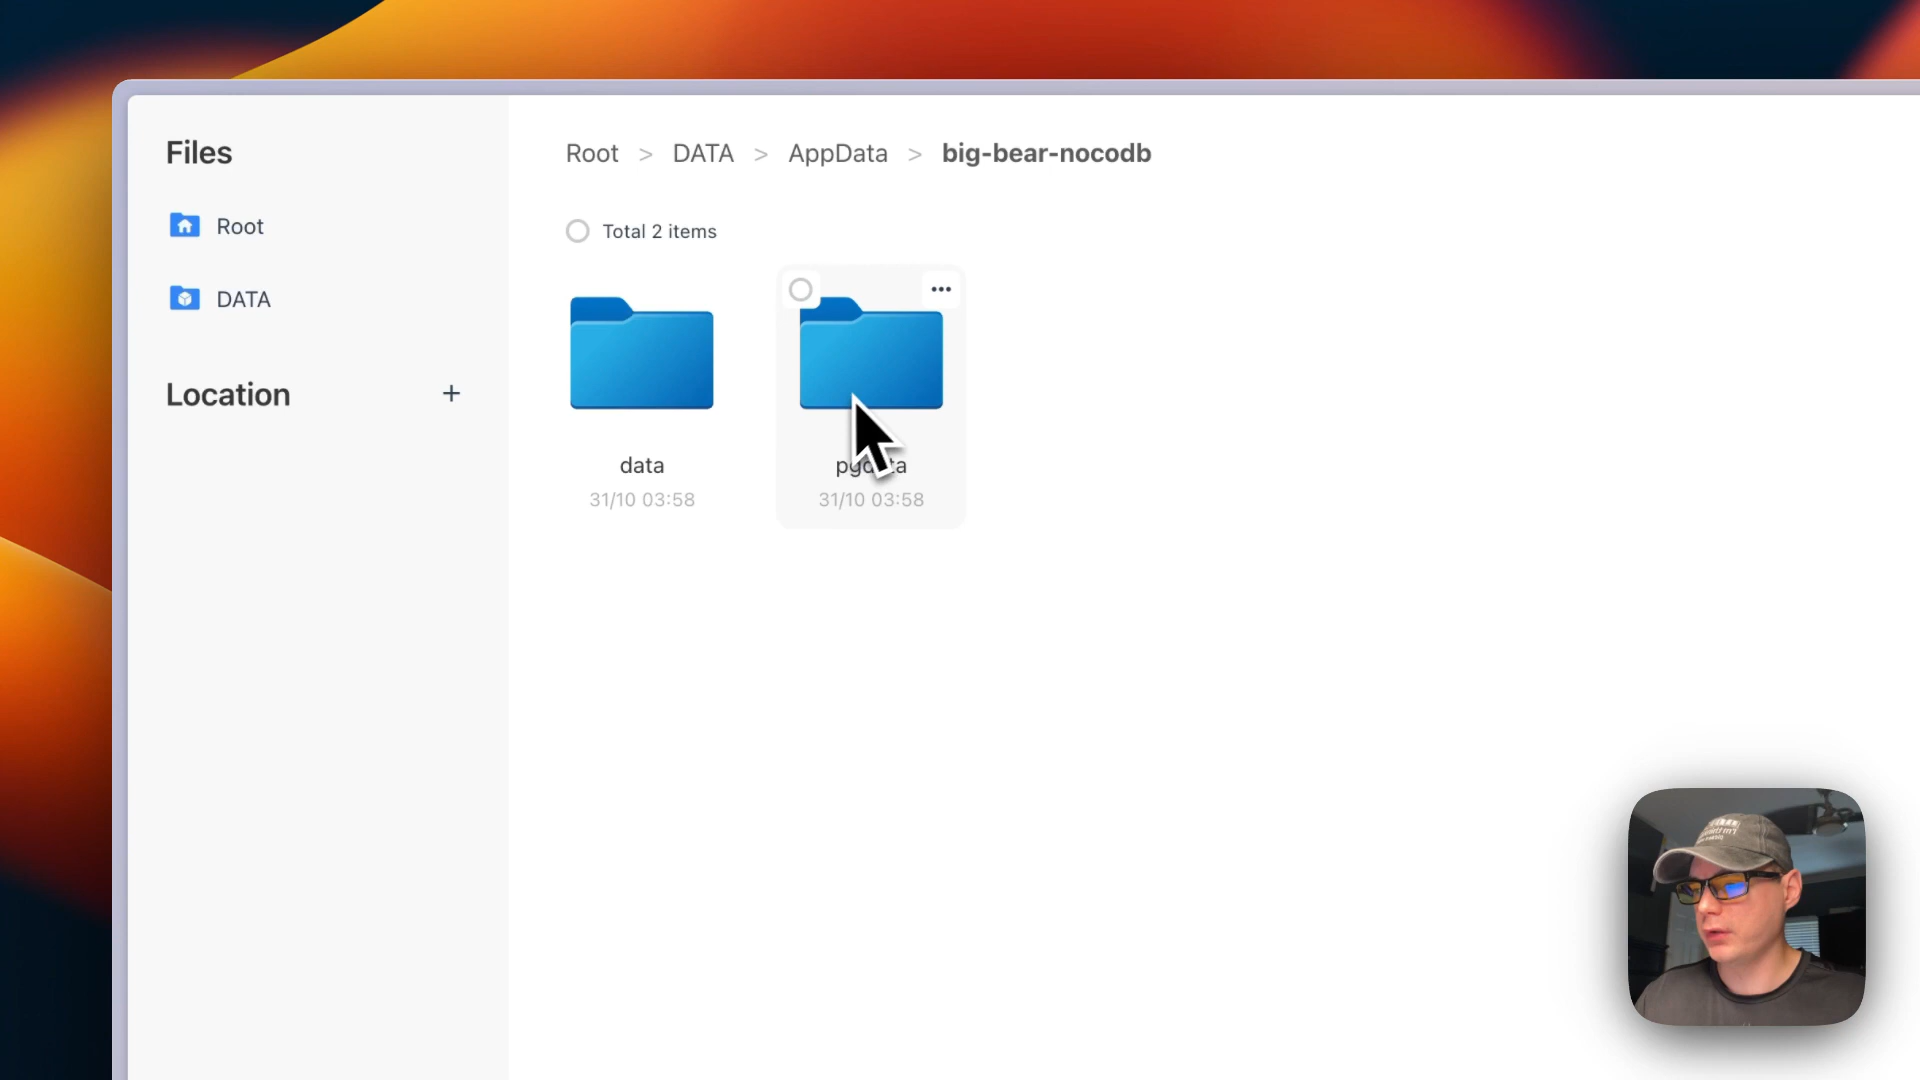 Files
Root
DATA
Location
Root > DATA > AppData > big-bear-nocodb
Total 2 items
data
31/10 03:58
31/10 03:58